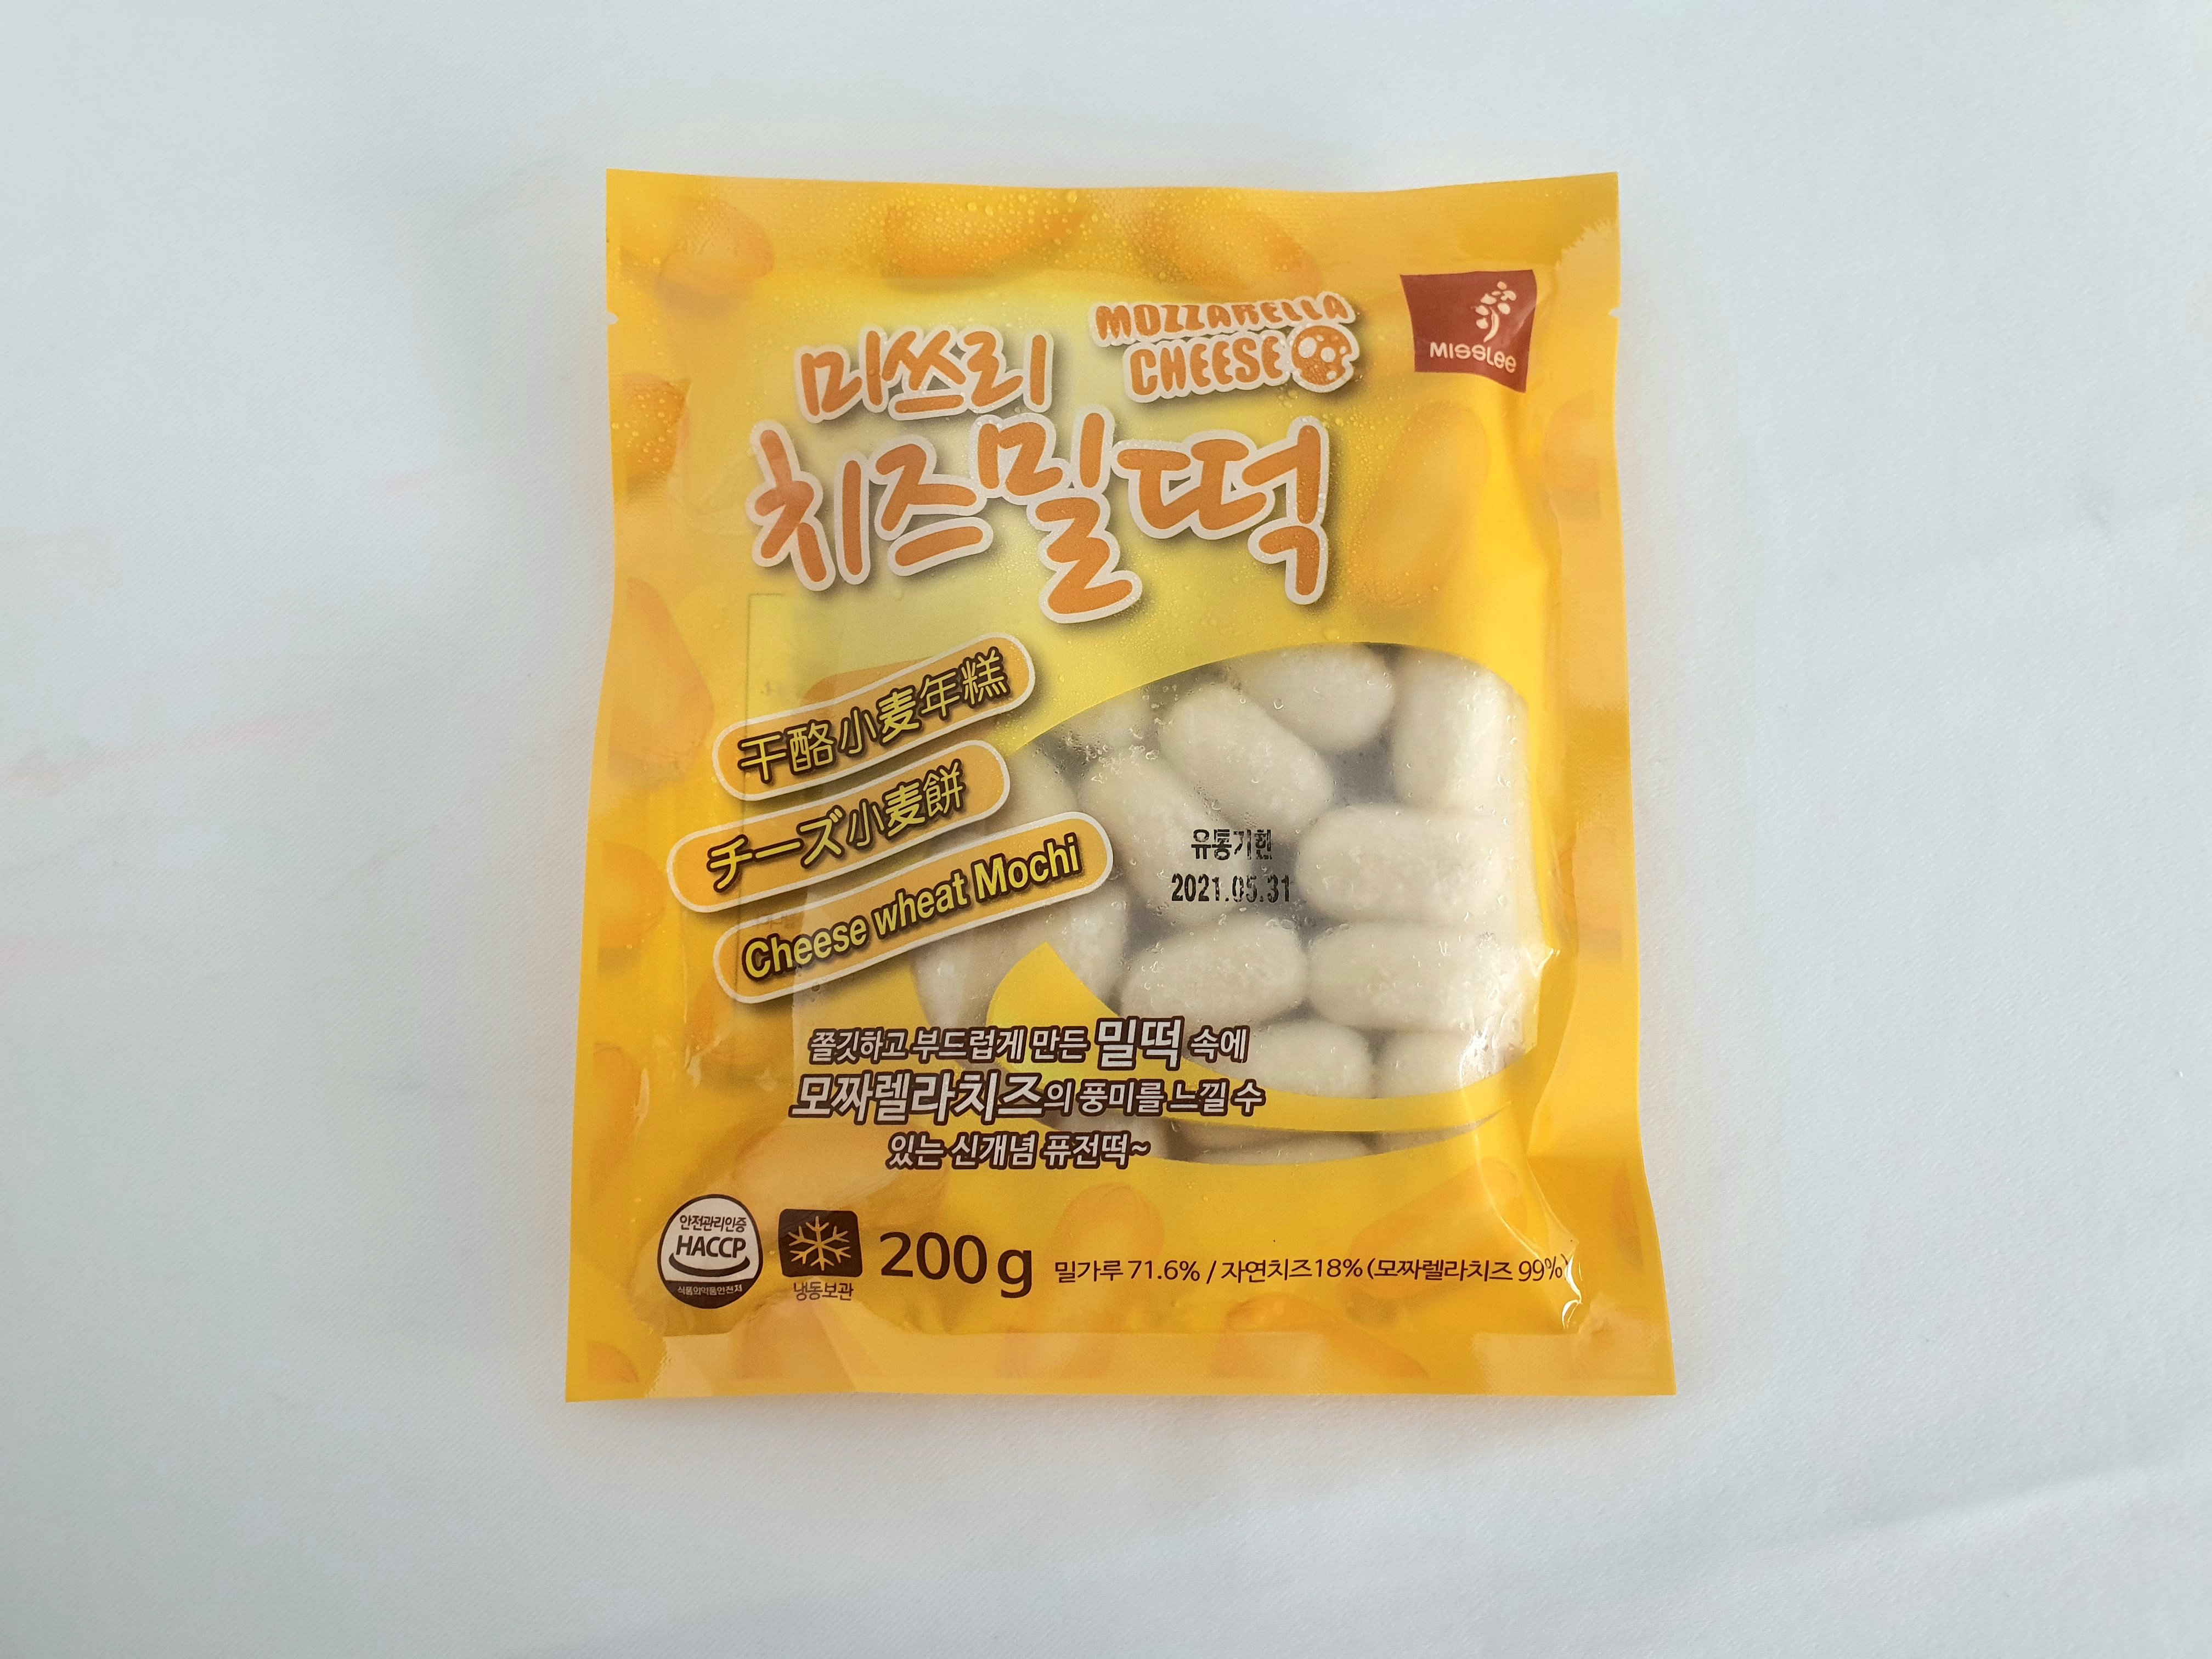 미쓰리
MOZZARELLA
CHEESE
MissLee
치즈밀떡
干酪小麦年糕
チーズ小麦餅
Cheese wheat Mochi
유통기한
2021.05.31
쫄깃하고 부드럽게 만든 밀떡 속에
모짜렐라치즈의 풍미를 느낄 수
있는 신개념 퓨전떡~
안전관리인증
HACCP
식품의약품안전처
냉동보관
200g
밀가루 71.6% / 자연치즈18% (모짜렐라치즈 99%)